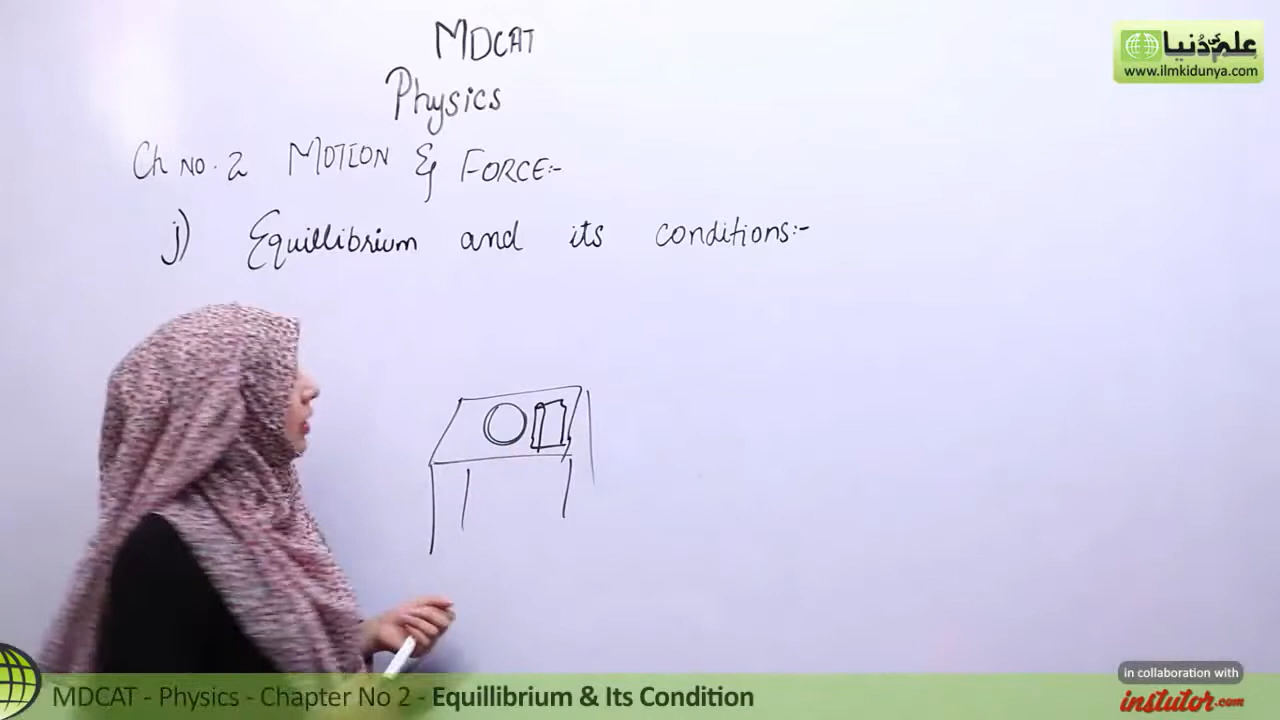 MDCAT
Physics
Ch NO. 2 MOTION & FORCE:-
j) Equillibrium and its conditions:-
علم کی دُنیا
www.ilmkidunya.com
in collaboration with
instutor.com
MDCAT - Physics - Chapter No 2 - Equillibrium & Its Condition